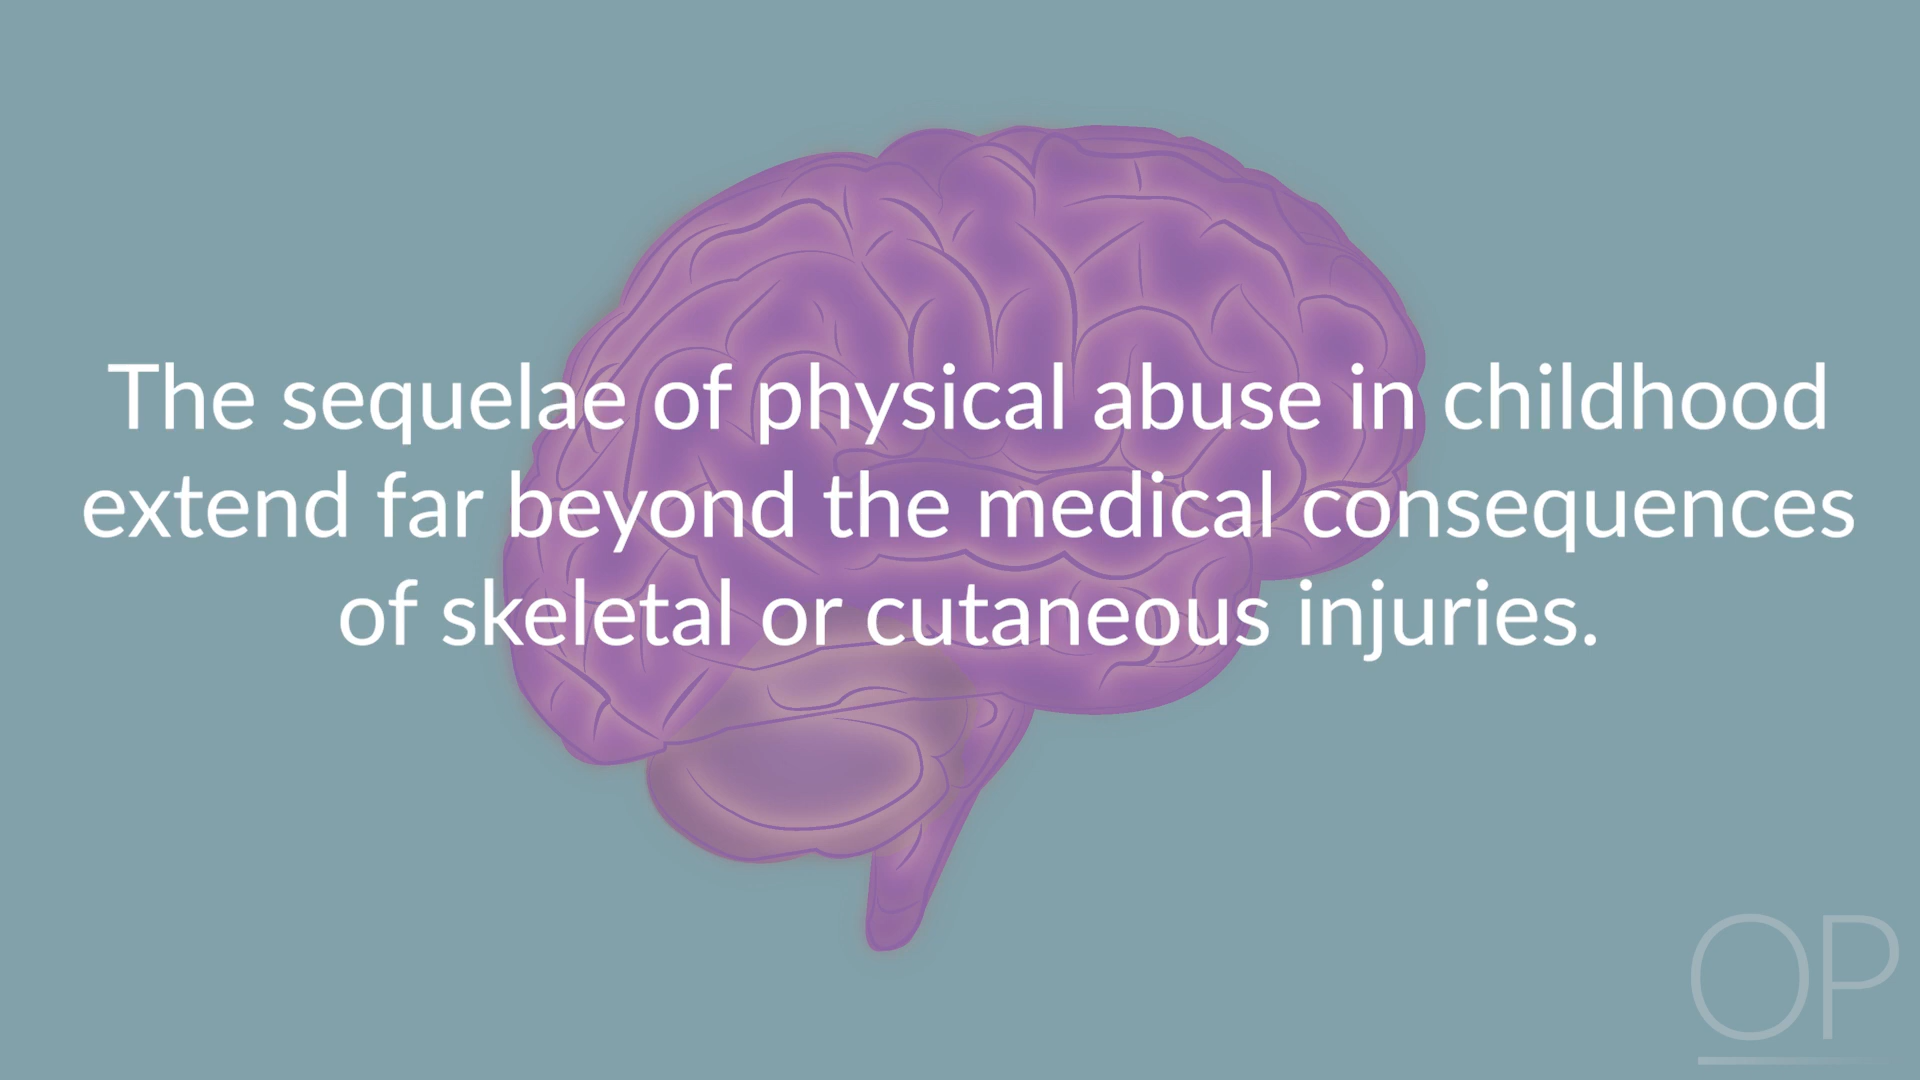 The sequelae of physical abuse in childhood
extend far beyond the medical consequences
of skeletal or cutaneous injuries.
OP